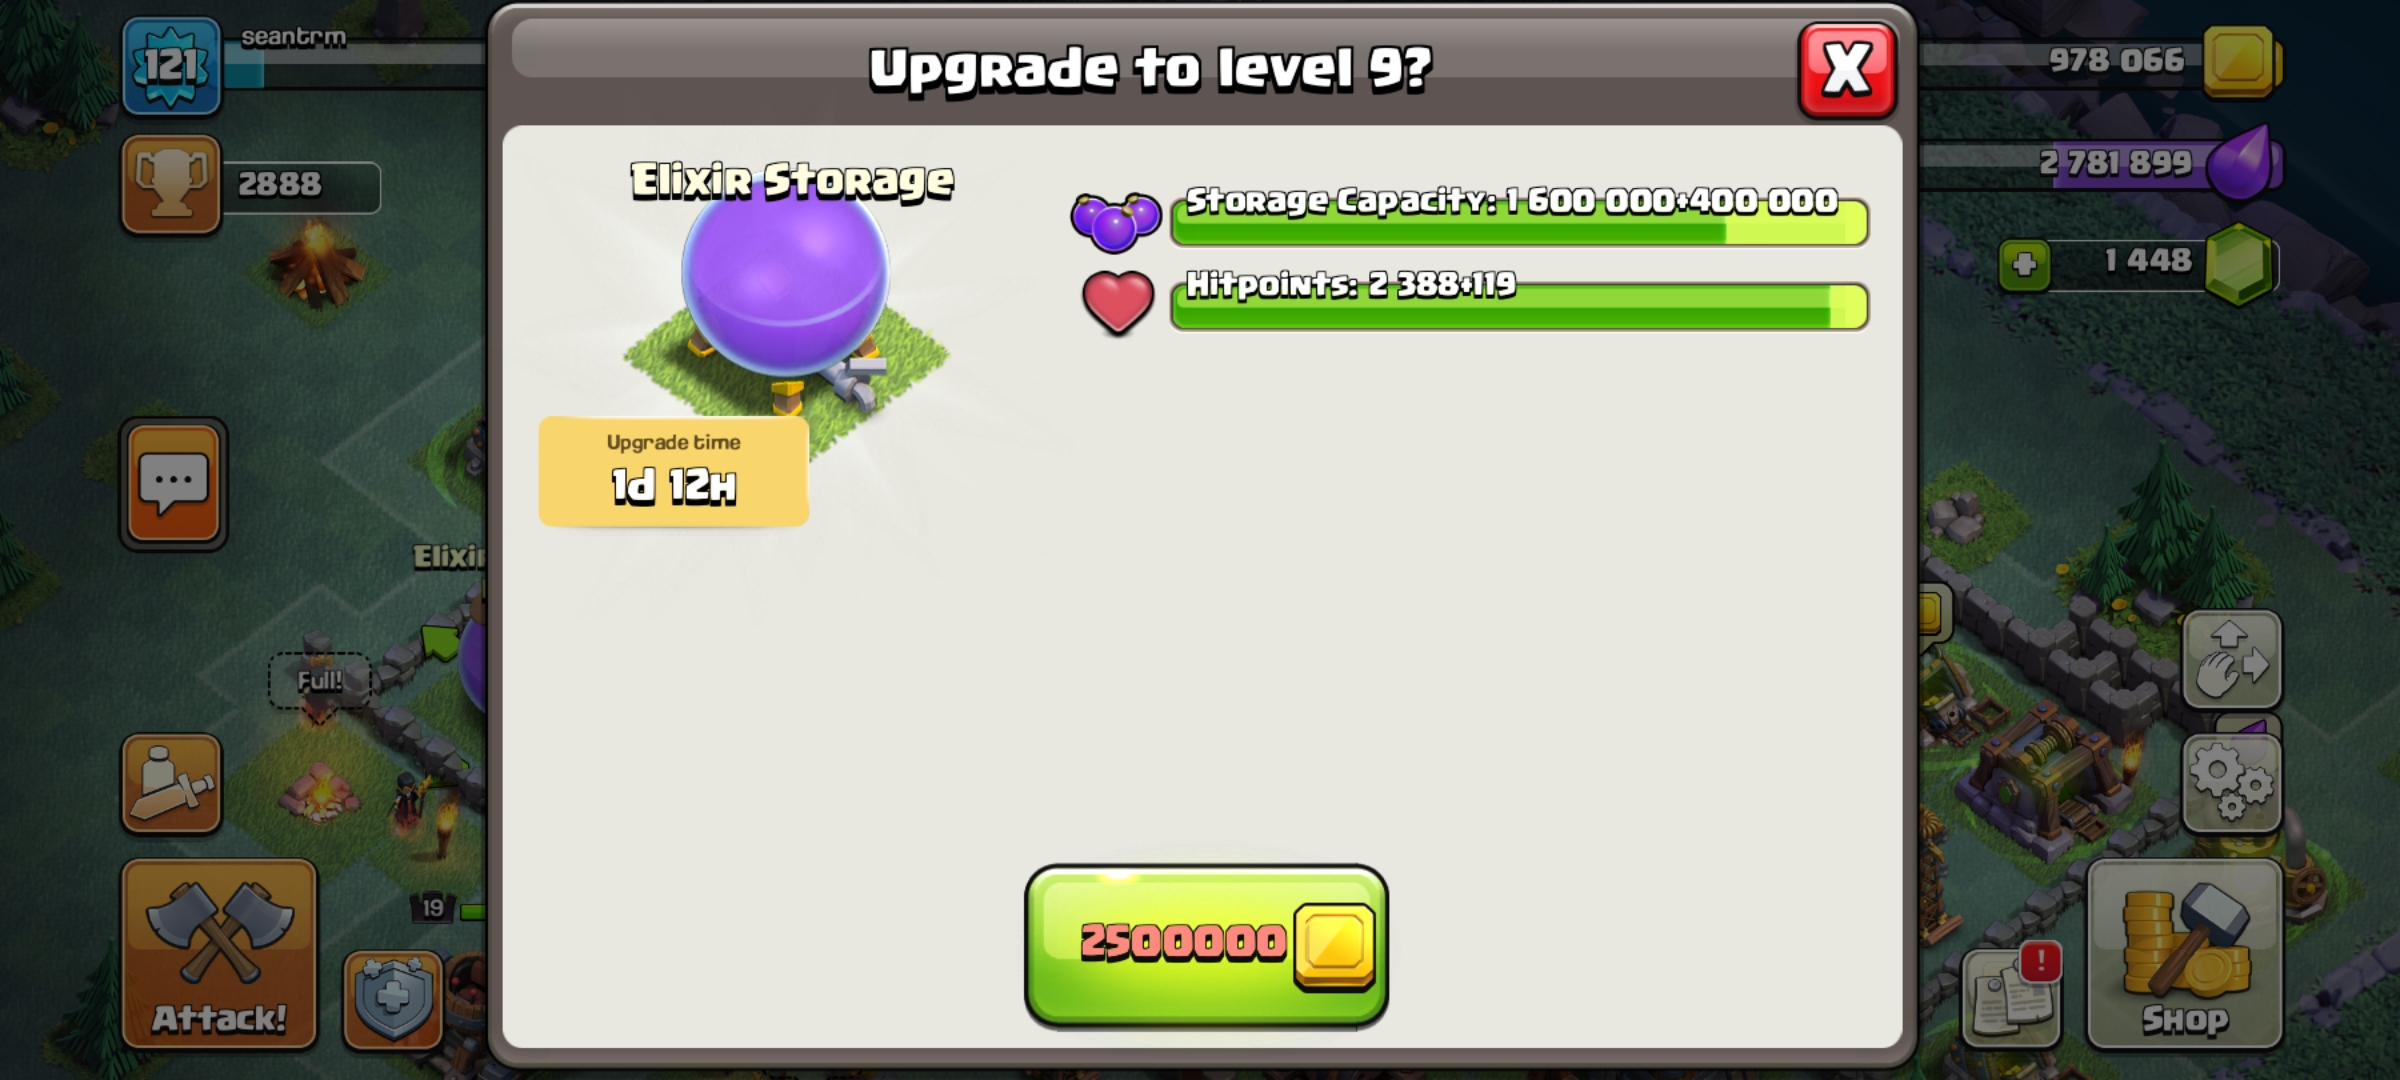 121
seantrm
Upgrade to level 9?
X
978 066
2888
Elixir Storage
Storage Capacity: 1 600 000+400 000
2 781 899
Hitpoints: 2 388+119
1 448
Upgrade time
1d 12H
Elixir
Full!
19
2500000
Attack!
!
Shop